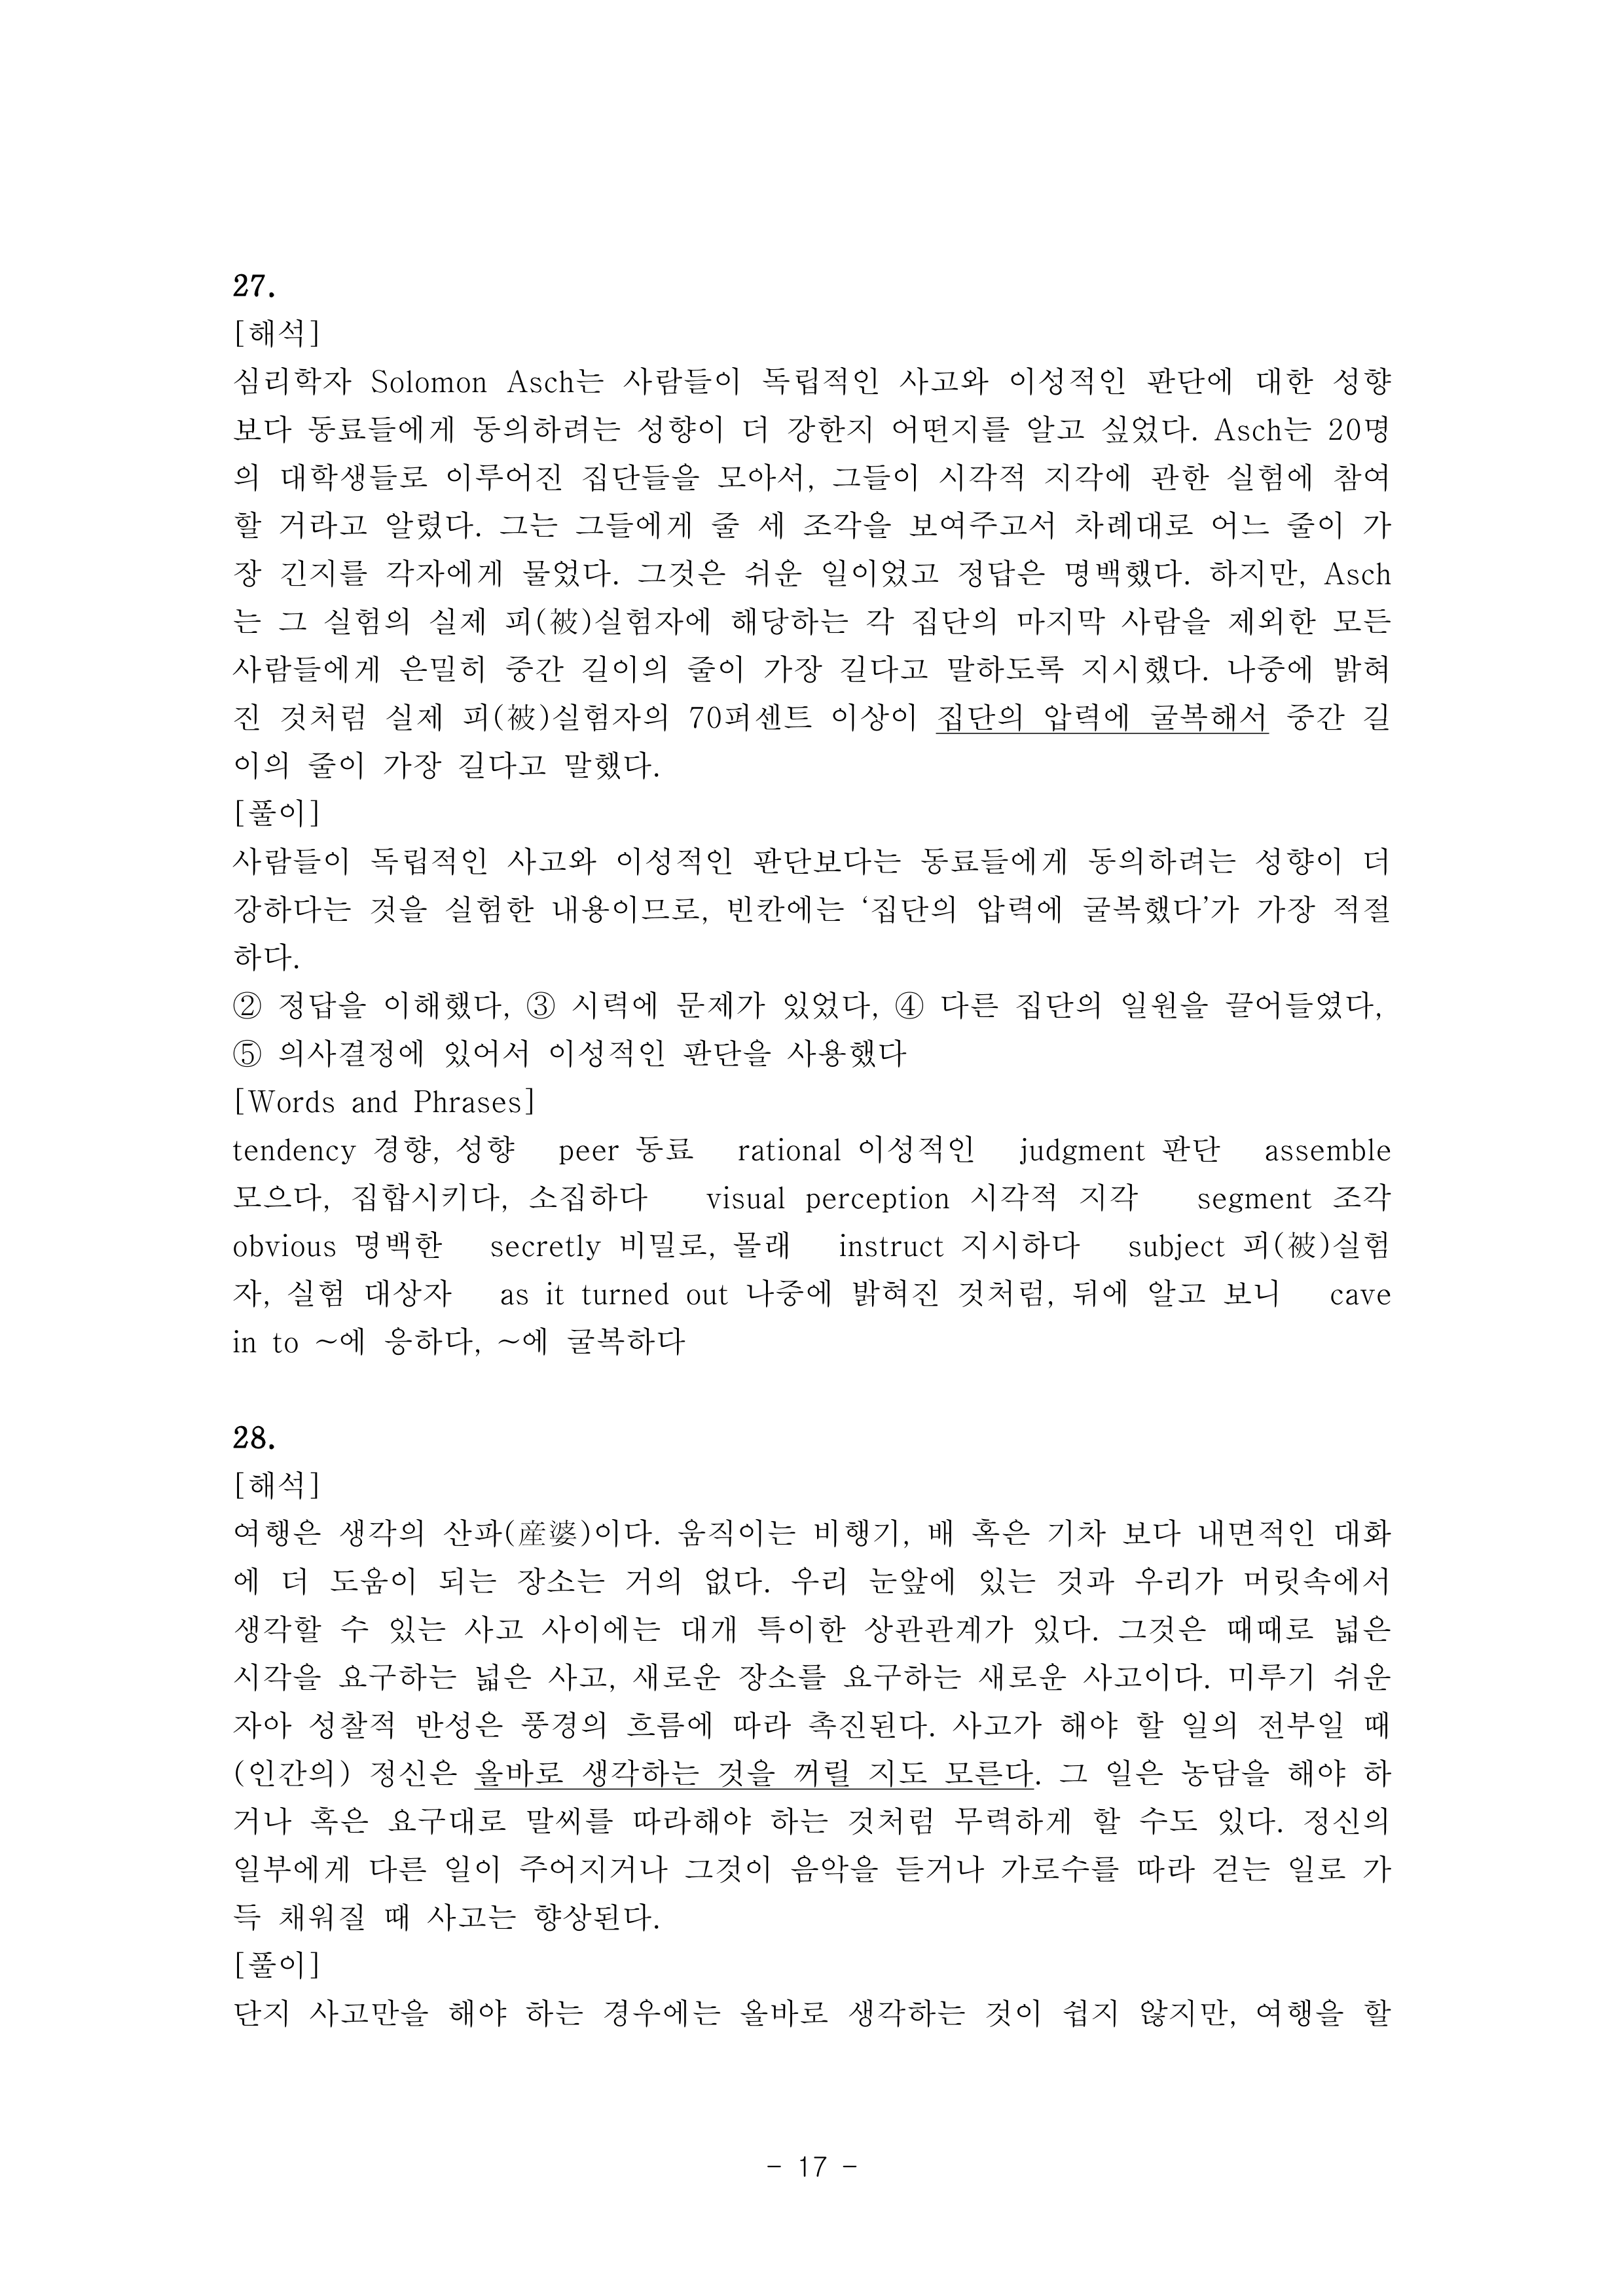 27.
[해석]
심리학자 Solomon Asch는 사람들이 독립적인 사고와 이성적인 판단에 대한 성향
보다 동료들에게 동의하려는 성향이 더 강한지 어떤지를 알고 싶었다. Asch는 20명
의 대학생들로 이루어진 집단들을 모아서, 그들이 시각적 지각에 관한 실험에 참여
할 거라고 알렸다. 그는 그들에게 줄 세 조각을 보여주고서 차례대로 어느 줄이 가
장 긴지를 각자에게 물었다. 그것은 쉬운 일이었고 정답은 명백했다. 하지만, Asch
는 그 실험의 실제 피(被)실험자에 해당하는 각 집단의 마지막 사람을 제외한 모든
사람들에게 은밀히 중간 길이의 줄이 가장 길다고 말하도록 지시했다. 나중에 밝혀
진 것처럼 실제 피(被)실험자의 70퍼센트 이상이 집단의 압력에 굴복해서 중간 길
이의 줄이 가장 길다고 말했다.
[풀이]
사람들이 독립적인 사고와 이성적인 판단보다는 동료들에게 동의하려는 성향이 더
강하다는 것을 실험한 내용이므로, 빈칸에는 ‘집단의 압력에 굴복했다’가 가장 적절
하다.
② 정답을 이해했다, ③ 시력에 문제가 있었다, ④ 다른 집단의 일원을 끌어들였다,
⑤ 의사결정에 있어서 이성적인 판단을 사용했다
[Words and Phrases]
tendency 경향, 성향 peer 동료 rational 이성적인 judgment 판단 assemble
모으다, 집합시키다, 소집하다 visual perception 시각적 지각 segment 조각
obvious 명백한 secretly 비밀로, 몰래 instruct 지시하다 subject 피(被)실험
자, 실험 대상자 as it turned out 나중에 밝혀진 것처럼, 뒤에 알고 보니 cave
in to ~에 응하다, ~에 굴복하다
28.
[해석]
여행은 생각의 산파(産婆)이다. 움직이는 비행기, 배 혹은 기차 보다 내면적인 대화
에 더 도움이 되는 장소는 거의 없다. 우리 눈앞에 있는 것과 우리가 머릿속에서
생각할 수 있는 사고 사이에는 대개 특이한 상관관계가 있다. 그것은 때때로 넓은
시각을 요구하는 넓은 사고, 새로운 장소를 요구하는 새로운 사고이다. 미루기 쉬운
자아 성찰적 반성은 풍경의 흐름에 따라 촉진된다. 사고가 해야 할 일의 전부일 때
(인간의) 정신은 올바로 생각하는 것을 꺼릴 지도 모른다. 그 일은 농담을 해야 하
거나 혹은 요구대로 말씨를 따라해야 하는 것처럼 무력하게 할 수도 있다. 정신의
일부에게 다른 일이 주어지거나 그것이 음악을 듣거나 가로수를 따라 걷는 일로 가
득 채워질 때 사고는 향상된다.
[풀이]
단지 사고만을 해야 하는 경우에는 올바로 생각하는 것이 쉽지 않지만, 여행을 할
- 17 -